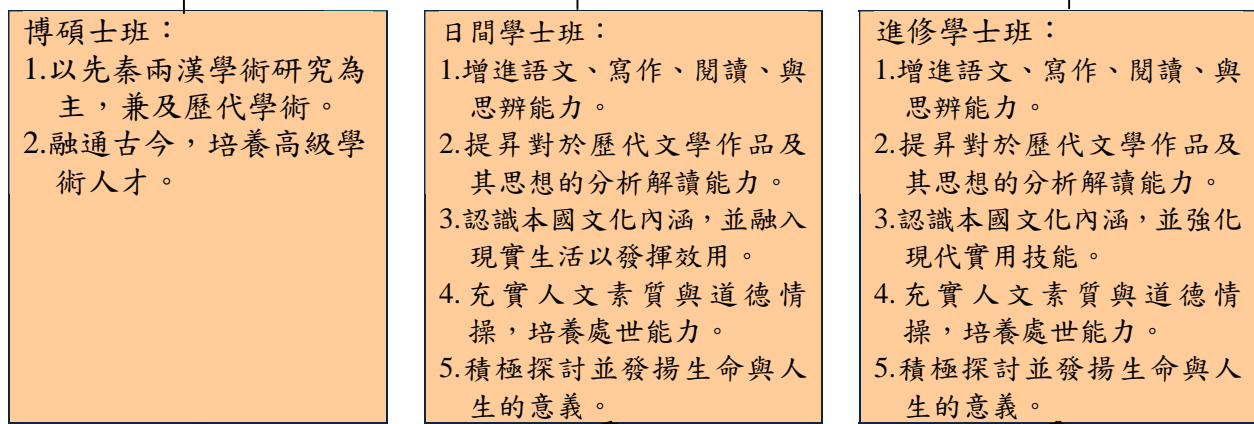 博碩士班：
1.以先秦兩漢學術研究為
主，兼及歷代學術。
2.融通古今，培養高級學
術人才。
日間學士班：
1.增進語文、寫作、閱讀、與
思辨能力。
2.提昇對於歷代文學作品及
其思想的分析解讀能力。
3.認識本國文化內涵，並融入
現實生活以發揮效用。
4.充實人文素質與道德情
操，培養處世能力。
5.積極探討並發揚生命與人
生的意義。
進修學士班：
1.增進語文、寫作、閱讀、與
思辨能力。
2.提昇對於歷代文學作品及
其思想的分析解讀能力。
3.認識本國文化內涵，並強化
現代實用技能。
4.充實人文素質與道德情
操，培養處世能力。
5.積極探討並發揚生命與人
生的意義。